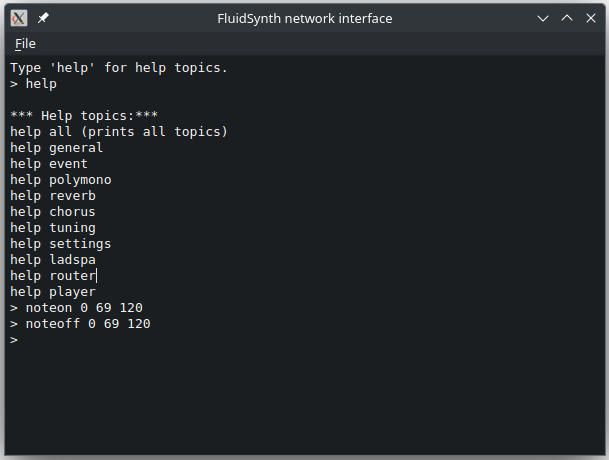 FluidSynth network interface
File
Type 'help' for help topics.
> help
*** Help topics:***
help all (prints all topics)
help general
help event
help polymono
help reverb
help chorus
help tuning
help settings
help ladspa
help router
help player
> noteon 0 69 120
> noteoff 0 69 120
>